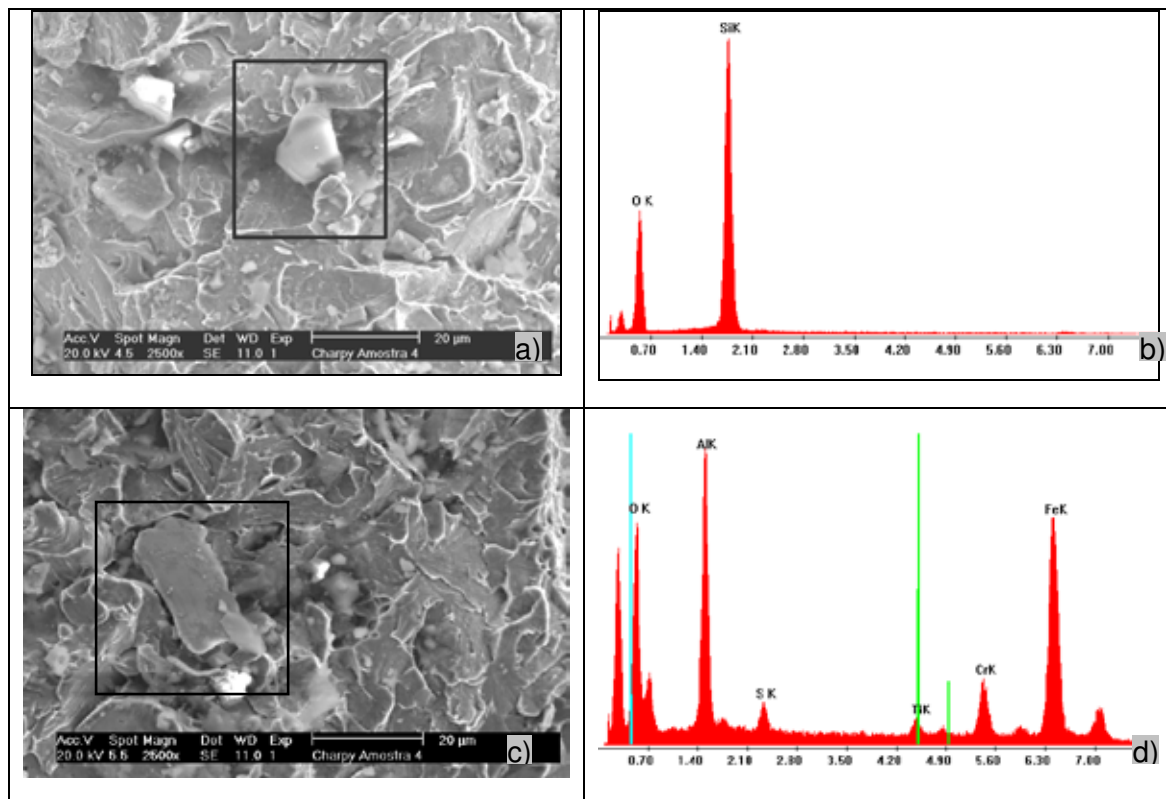 Acc.V Spot Magn Det WD Exp 20 µm
20.0 kV 4.5 2500x SE 11.0 1 Charpy Amostra 4
a)
SiK
O K
0.70 1.40 2.10 2.80 3.50 4.20 4.90 5.60 6.30 7.00
b)
Acc.V Spot Magn Det WD Exp 20 µm
20.0 kV 5.5 2500x SE 11.0 1 Charpy Amostra 4
c)
AlK
O K
FeK
S K
TiK
CrK
0.70 1.40 2.10 2.80 3.50 4.20 4.90 5.60 6.30 7.00
d)